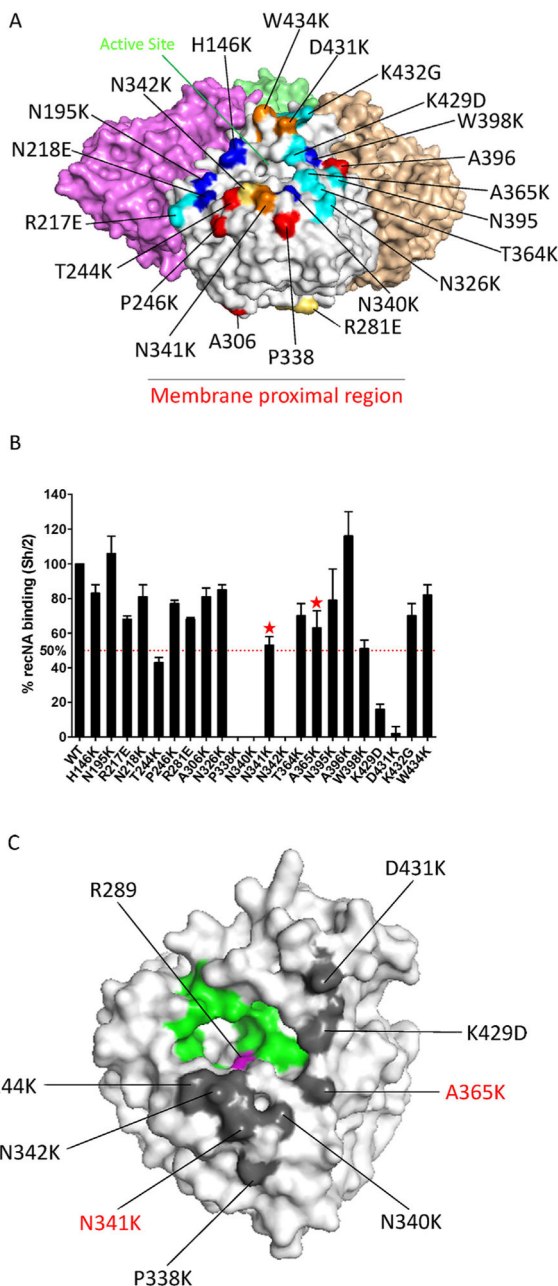 A
W434K
Active Site
H146K
D431K
N342K
K432G
K429D
N195K
W398K
N218E
A396
A365K
R217E
N395
T364K
T244K
N326K
P246K
N340K
N341K
A306
R281E
P338
Membrane proximal region
B
% recNA binding (Sh/2)
140
120
100
80
60
50%
40
20
0
WT
H146K
N195K
R217E
N218K
T244K
P246K
R281E
A306K
N326K
P338K
N340K
N341K
N342K
T364K
A365K
N395K
A396K
W398K
K429D
D431K
K432G
W434K
C
D431K
R289
K429D
44K
A365K
N342K
N341K
N340K
P338K